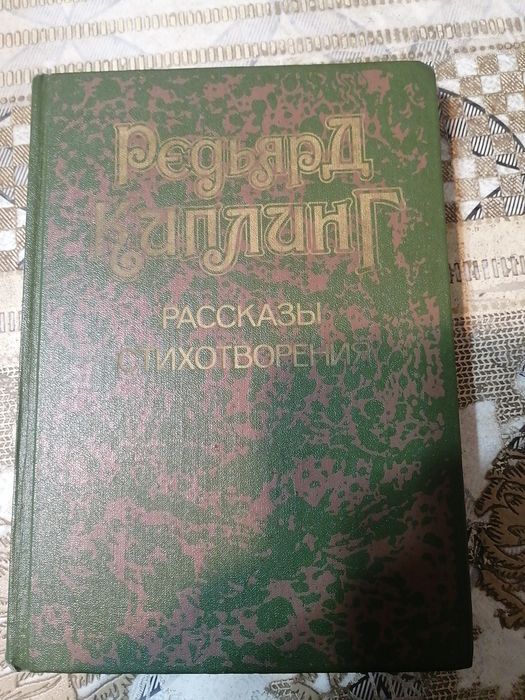 Редьярд
Киплинг
РАССКАЗЫ
СТИХОТВОРЕНИЯ